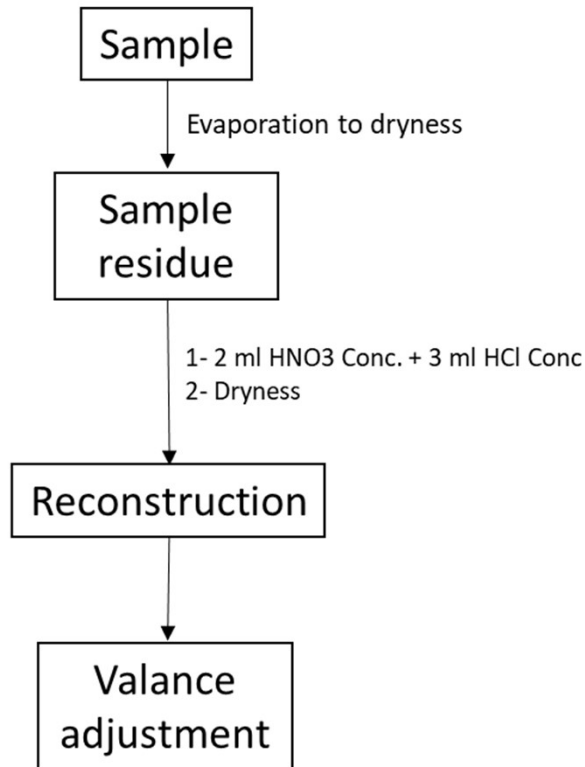 Sample
Evaporation to dryness
Sample
residue
1- 2 ml HNO3 Conc. + 3 ml HCl Conc
2- Dryness
Reconstruction
Valance
adjustment